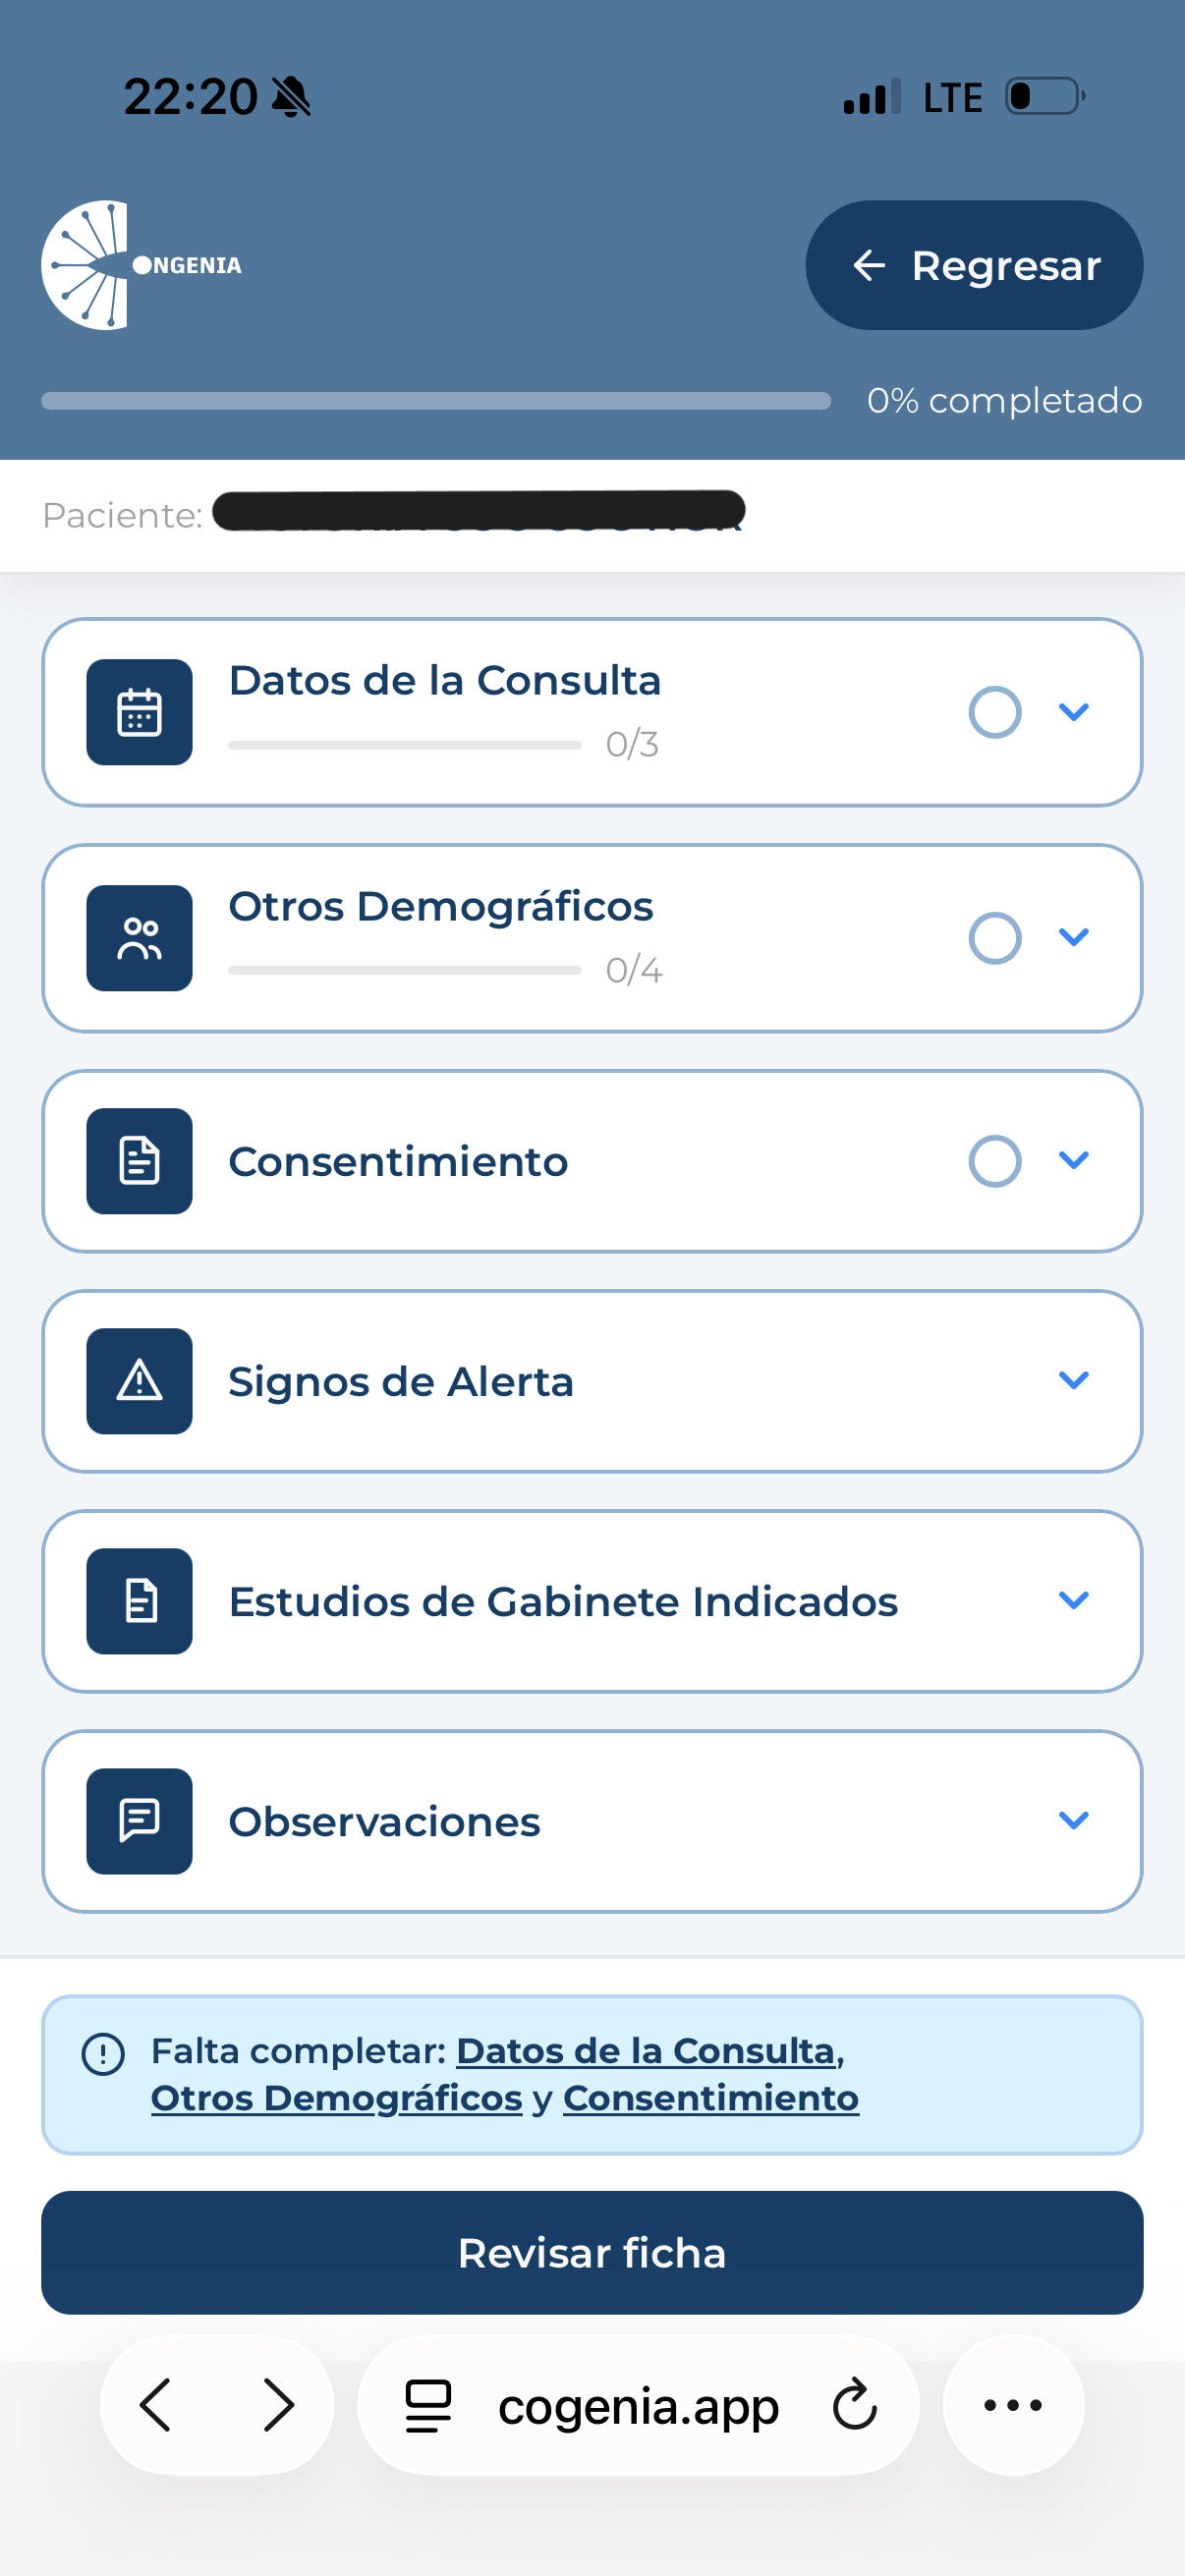 22:20
LTE
ONGENIA
← Regresar
0% completado
Paciente:
Datos de la Consulta
0/3
Otros Demográficos
0/4
Consentimiento
Signos de Alerta
Estudios de Gabinete Indicados
Observaciones
Falta completar: Datos de la Consulta,
Otros Demográficos y Consentimiento
Revisar ficha
cogenia.app